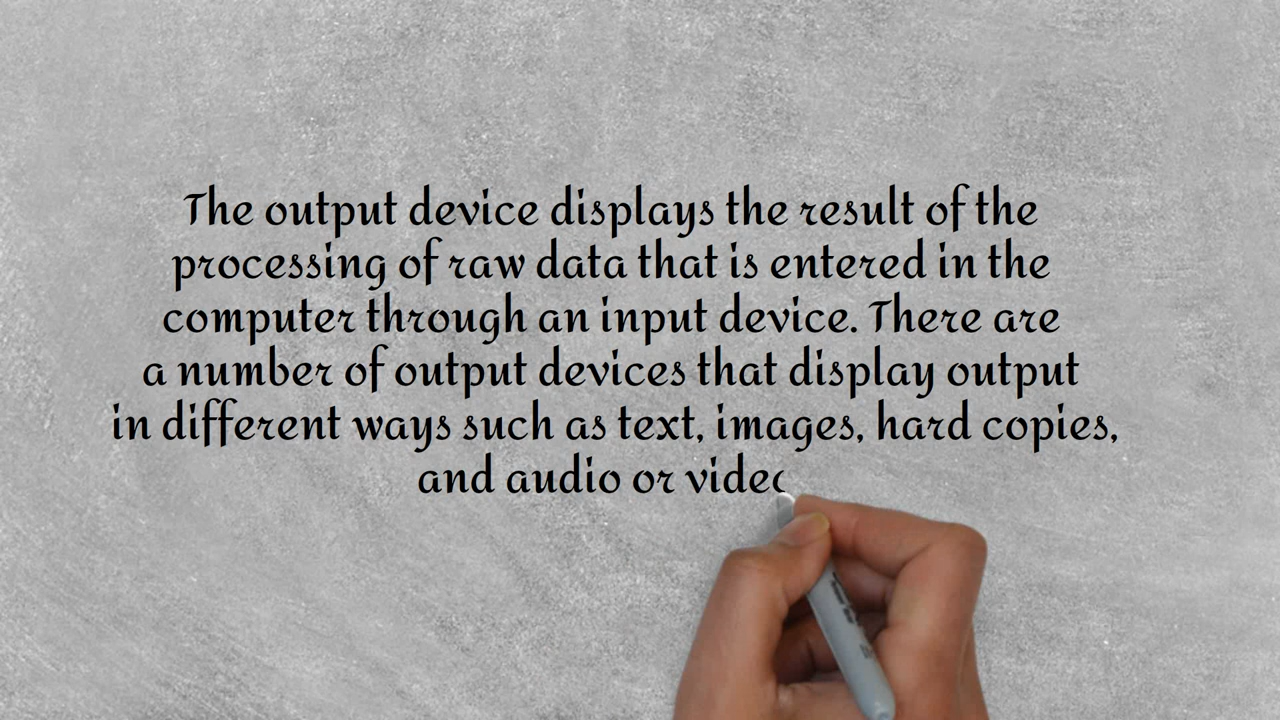 The output device displays the result of the
processing of raw data that is entered in the
computer through an input device. There are
a number of output devices that display output
in different ways such as text, images, hard copies,
and audio or video